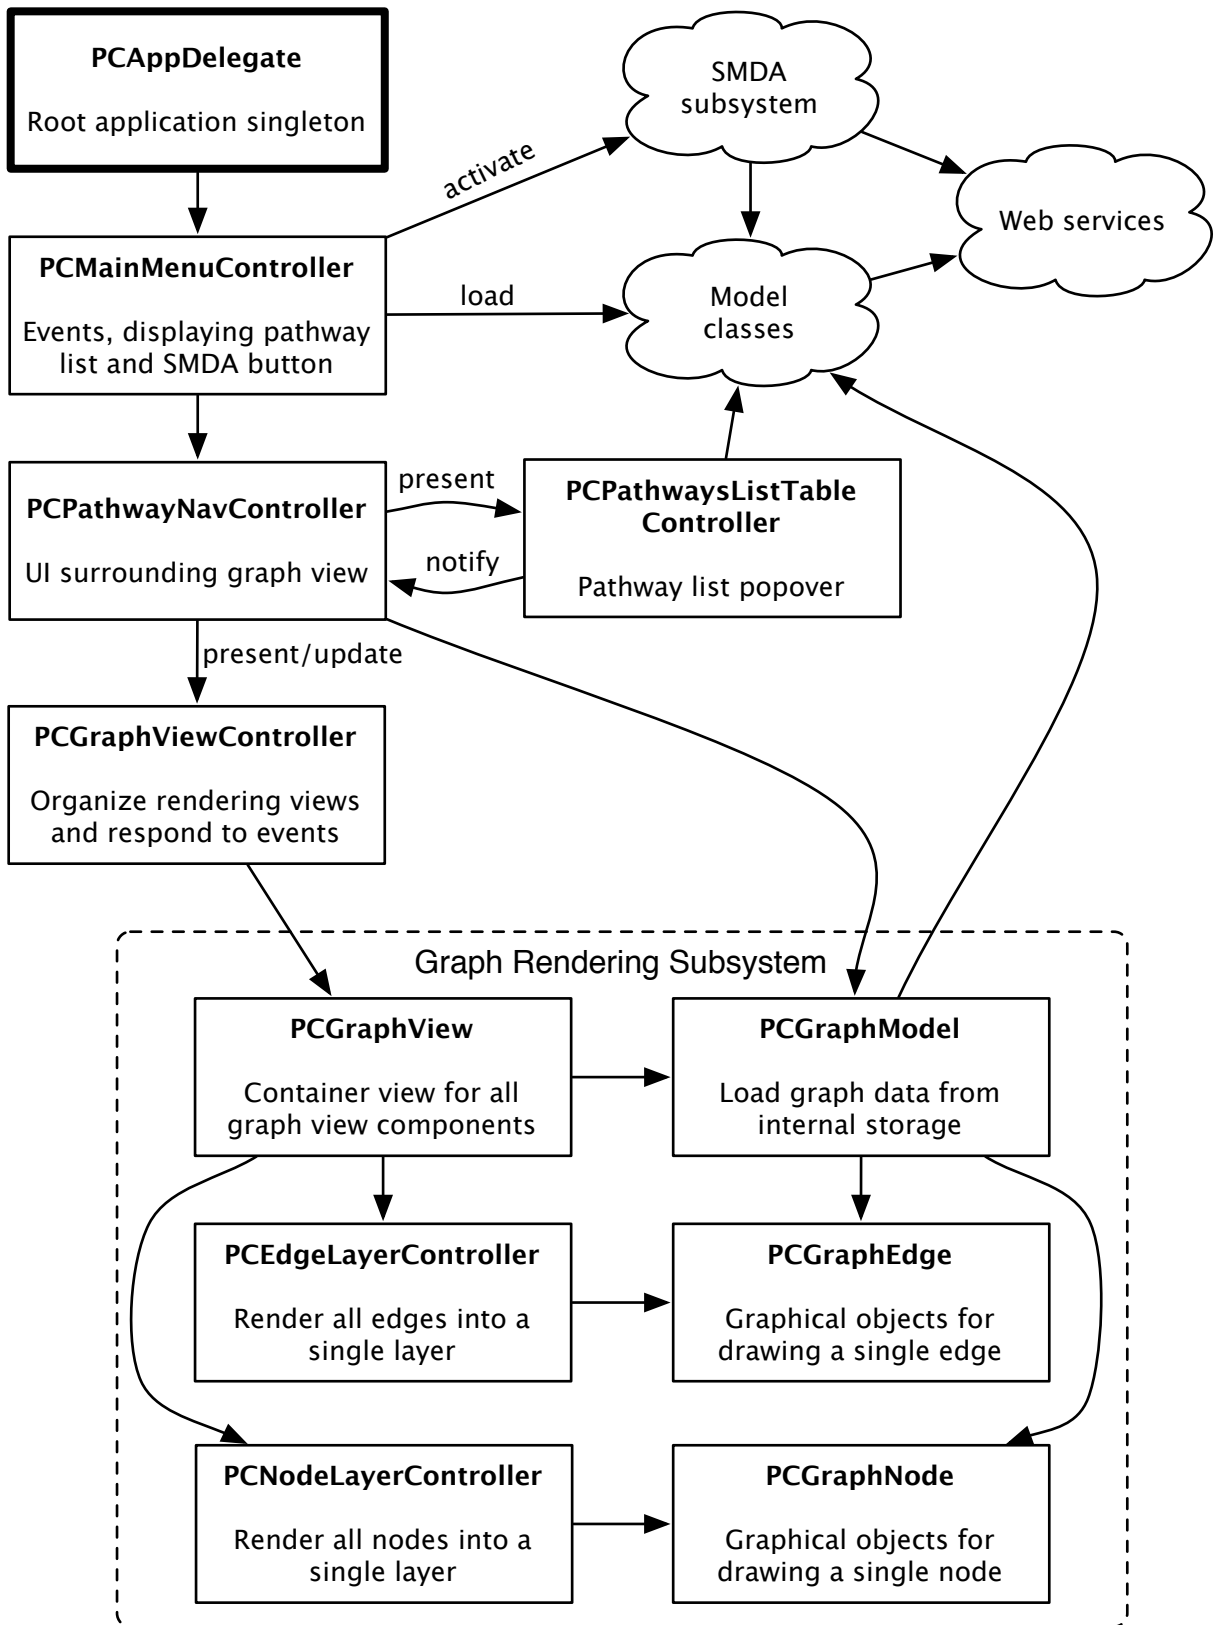 PCAppDelegate
Root application singleton
SMDA
subsystem
activate
Web services
PCMainMenuController
Events, displaying pathway
list and SMDA button
load
Model
classes
PCPathwayNavController
UI surrounding graph view
present
notify
PCPathwaysListTable
Controller
Pathway list popover
present/update
PCGraphViewController
Organize rendering views
and respond to events
Graph Rendering Subsystem
PCGraphView
Container view for all
graph view components
PCGraphModel
Load graph data from
internal storage
PCEdgeLayerController
Render all edges into a
single layer
PCGraphEdge
Graphical objects for
drawing a single edge
PCNodeLayerController
Render all nodes into a
single layer
PCGraphNode
Graphical objects for
drawing a single node